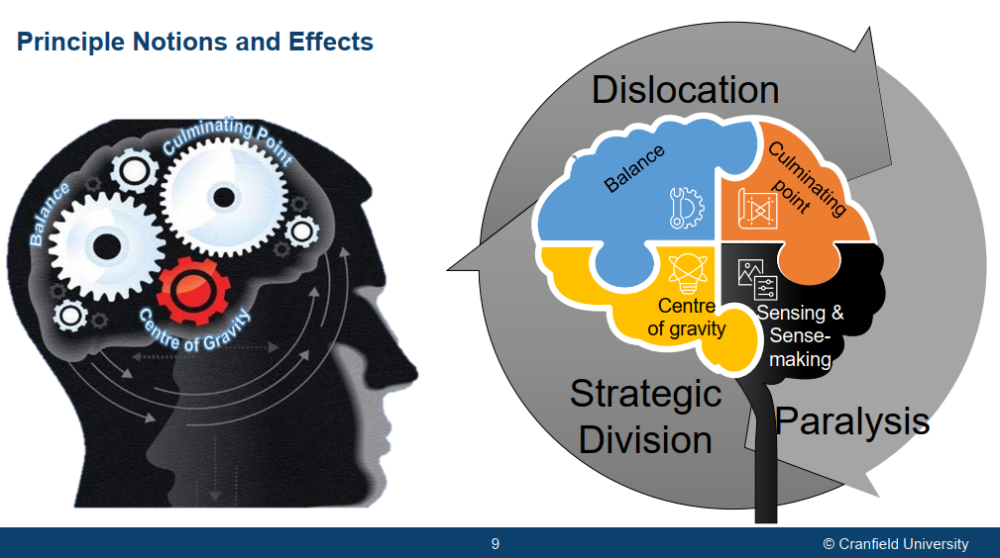 Principle Notions and Effects
Balance
Culminating Point
Centre of Gravity
Dislocation
Balance
Culminating
point
Centre
of gravity
Sensing &
Sense-
making
Strategic
Division
Paralysis
9
© Cranfield University